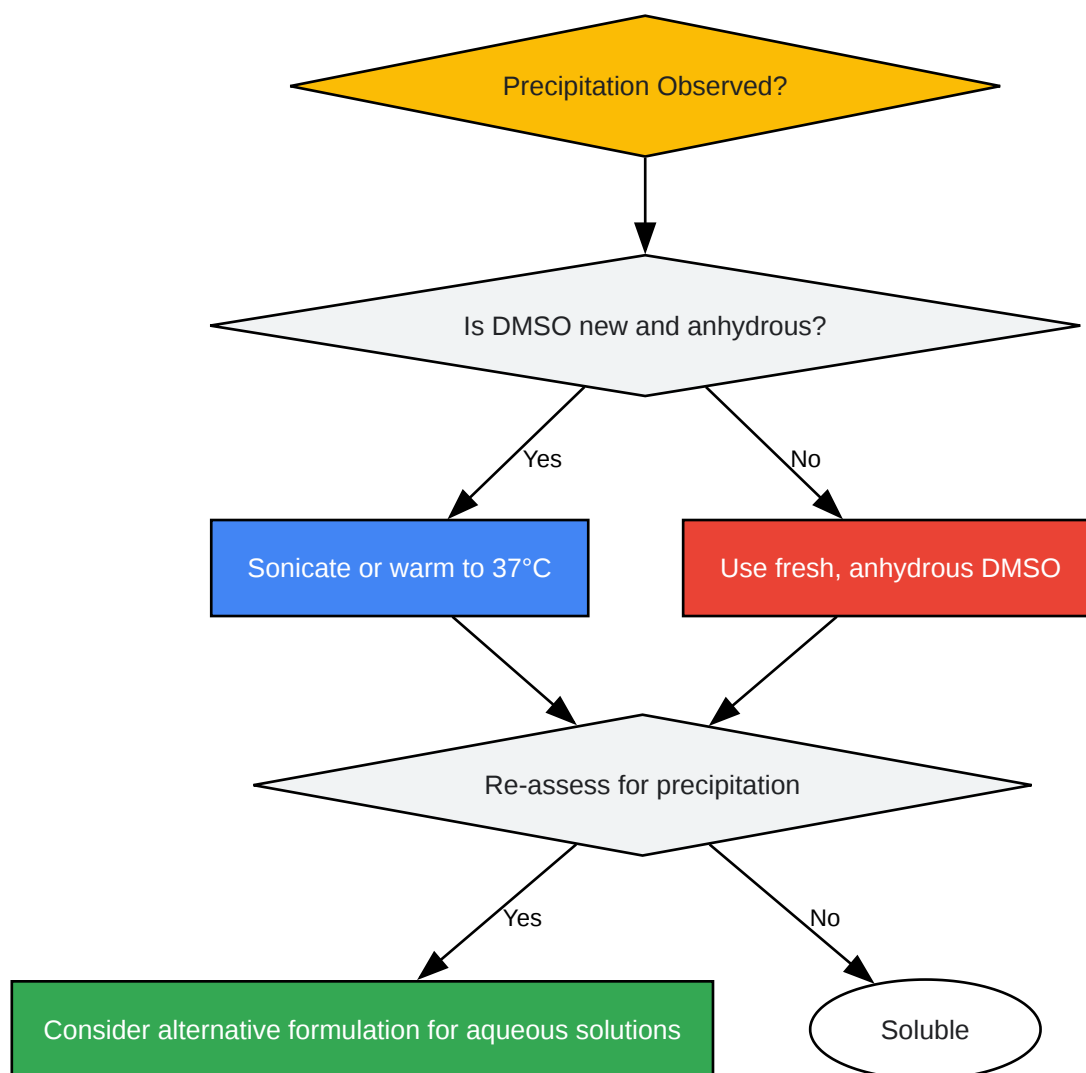 Precipitation Observed?
Is DMSO new and anhydrous?
Yes
No
Sonicate or warm to 37°C
Use fresh, anhydrous DMSO
Re-assess for precipitation
Yes
No
Consider alternative formulation for aqueous solutions
Soluble